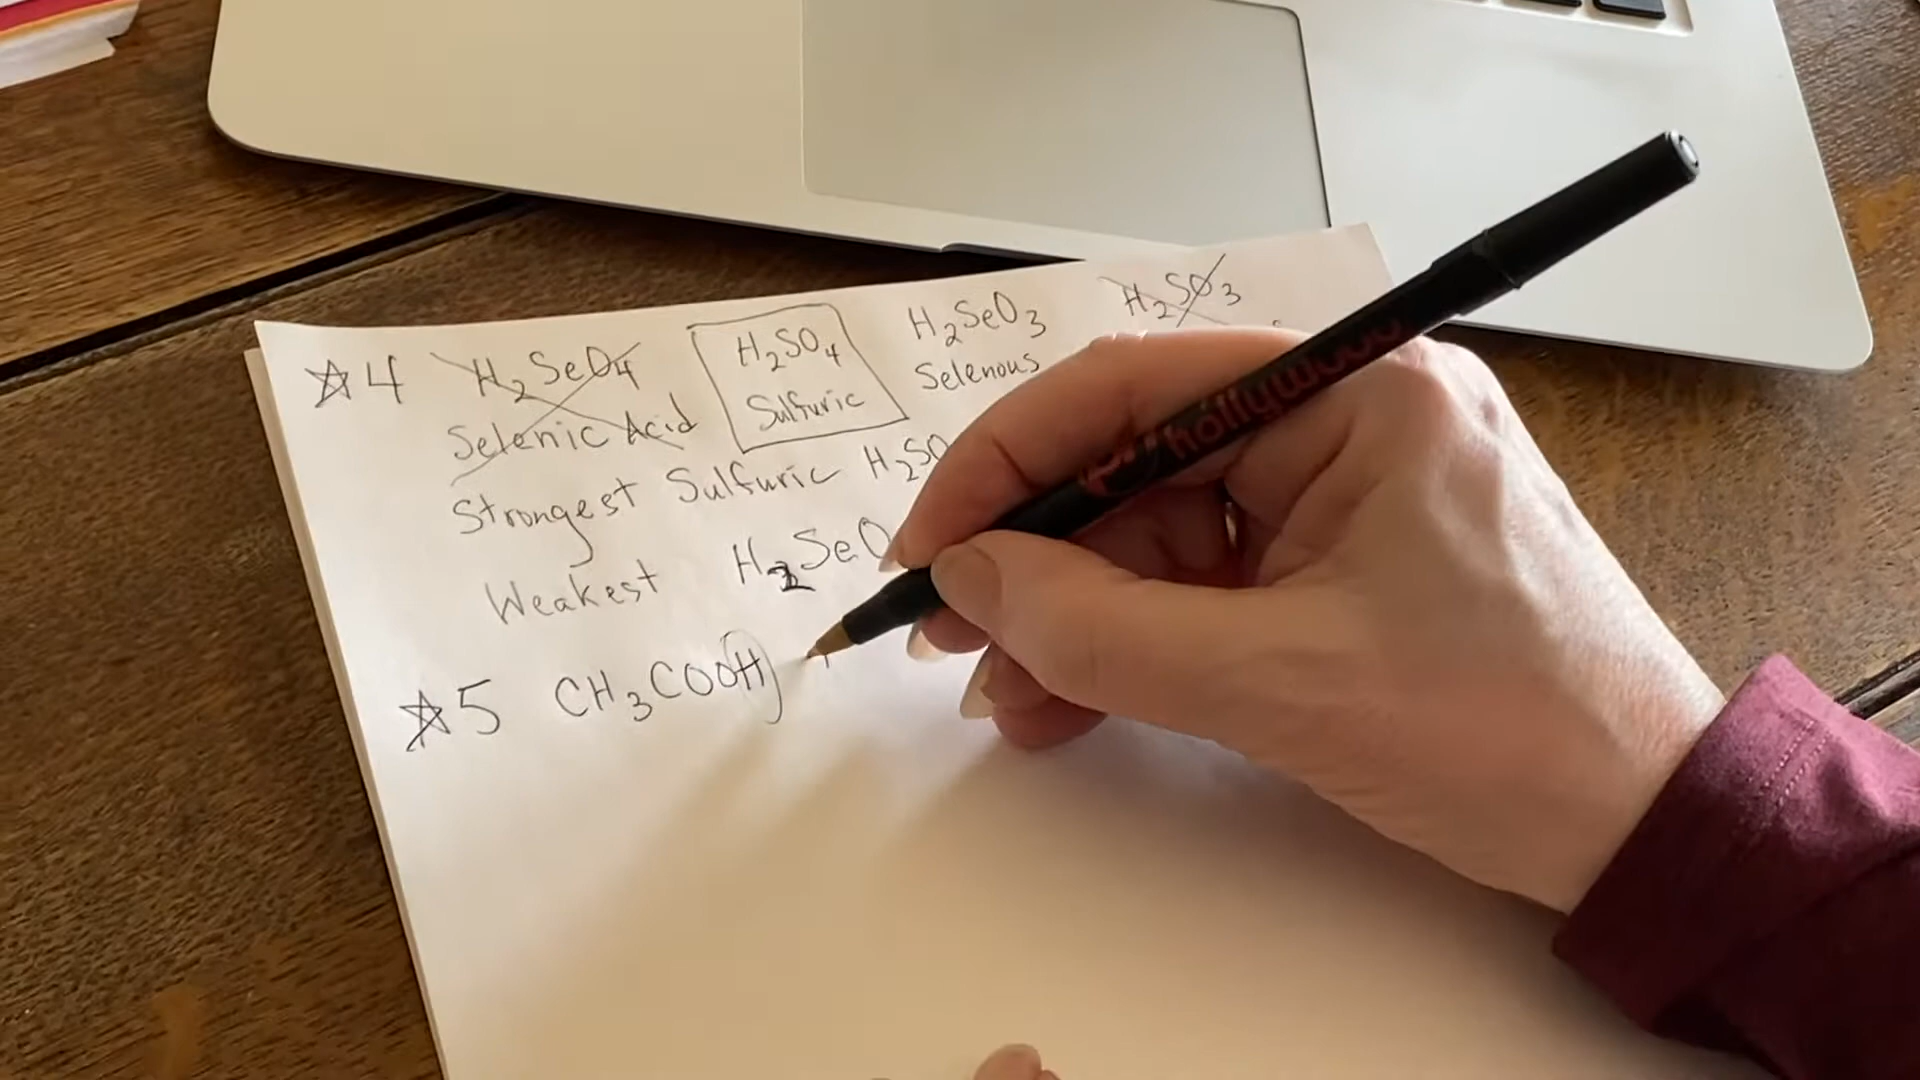 ☆4 H2SeO4 H2SO4 H2SeO3 H2SO3
Selenic Acid Sulfuric Selenous
Strongest Sulfuric H2SO
Weakest H2SeO
☆5 CH3COOH
hollywood